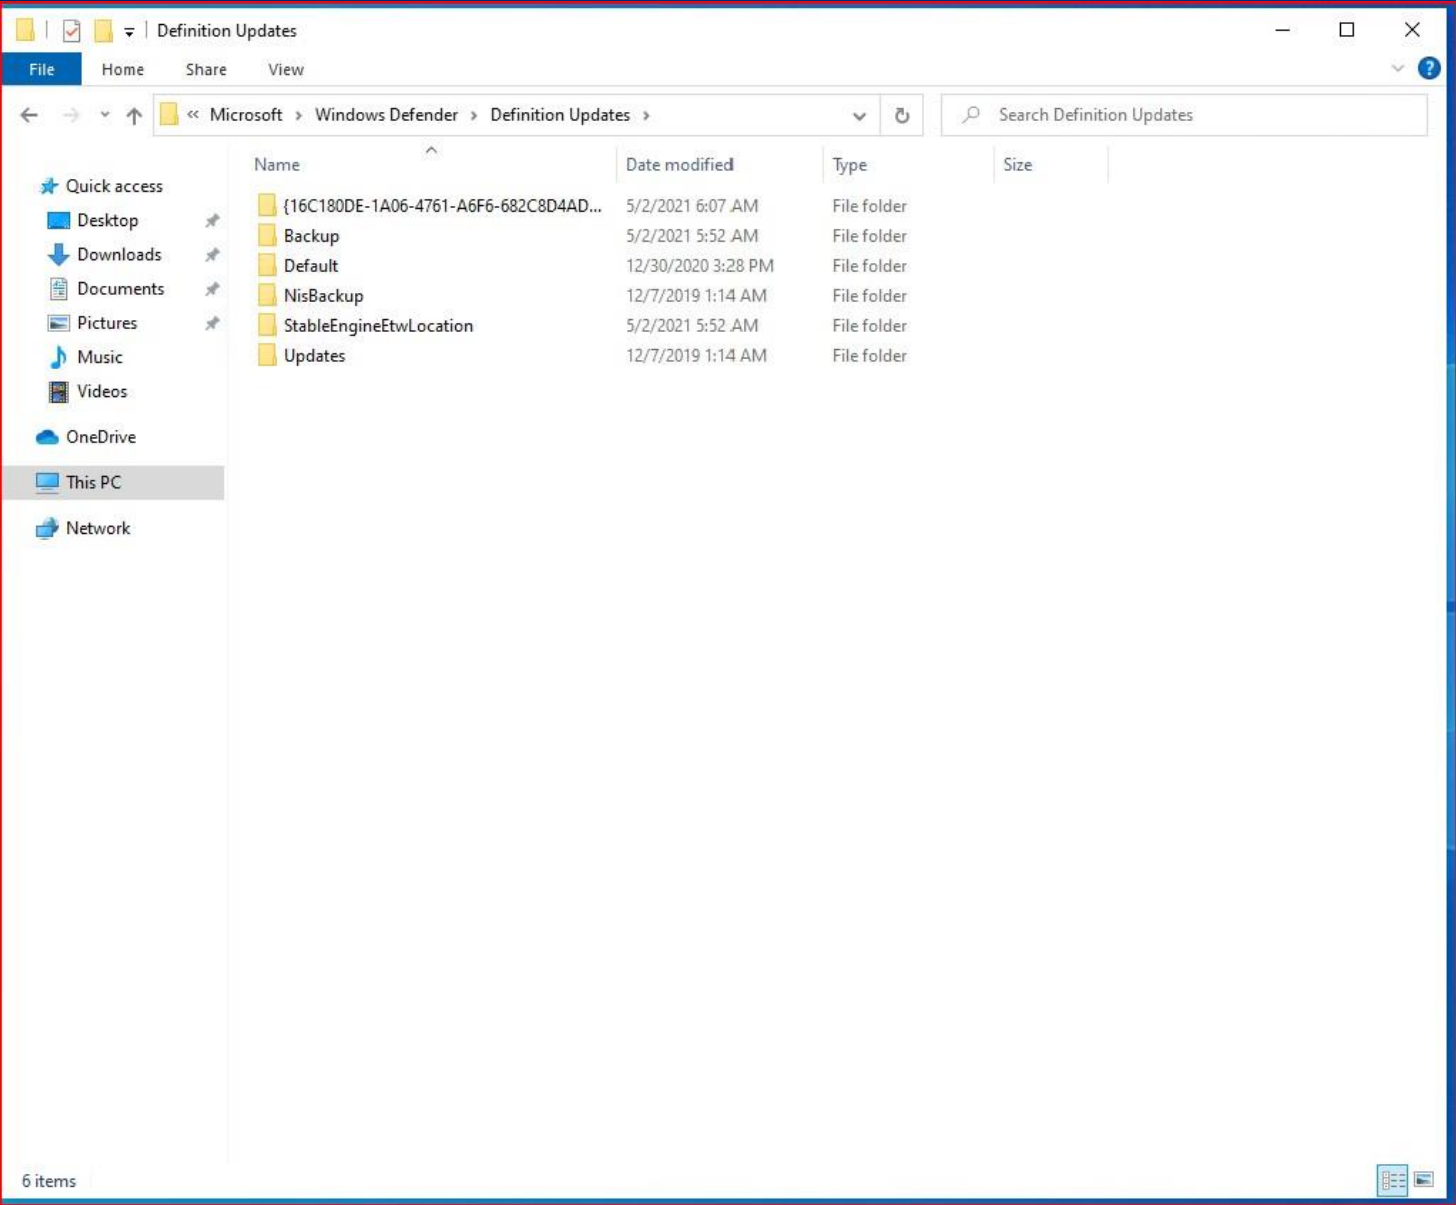 Definition Updates
File Home Share View
« Microsoft > Windows Defender > Definition Updates > Search Definition Updates
Name Date modified Type Size
Quick access
Desktop
Downloads
Documents
Pictures
Music
Videos
OneDrive
This PC
Network
{16C180DE-1A06-4761-A6F6-682C8D4AD... 5/2/2021 6:07 AM File folder
Backup 5/2/2021 5:52 AM File folder
Default 12/30/2020 3:28 PM File folder
NisBackup 12/7/2019 1:14 AM File folder
StableEngineEtwLocation 5/2/2021 5:52 AM File folder
Updates 12/7/2019 1:14 AM File folder
6 items